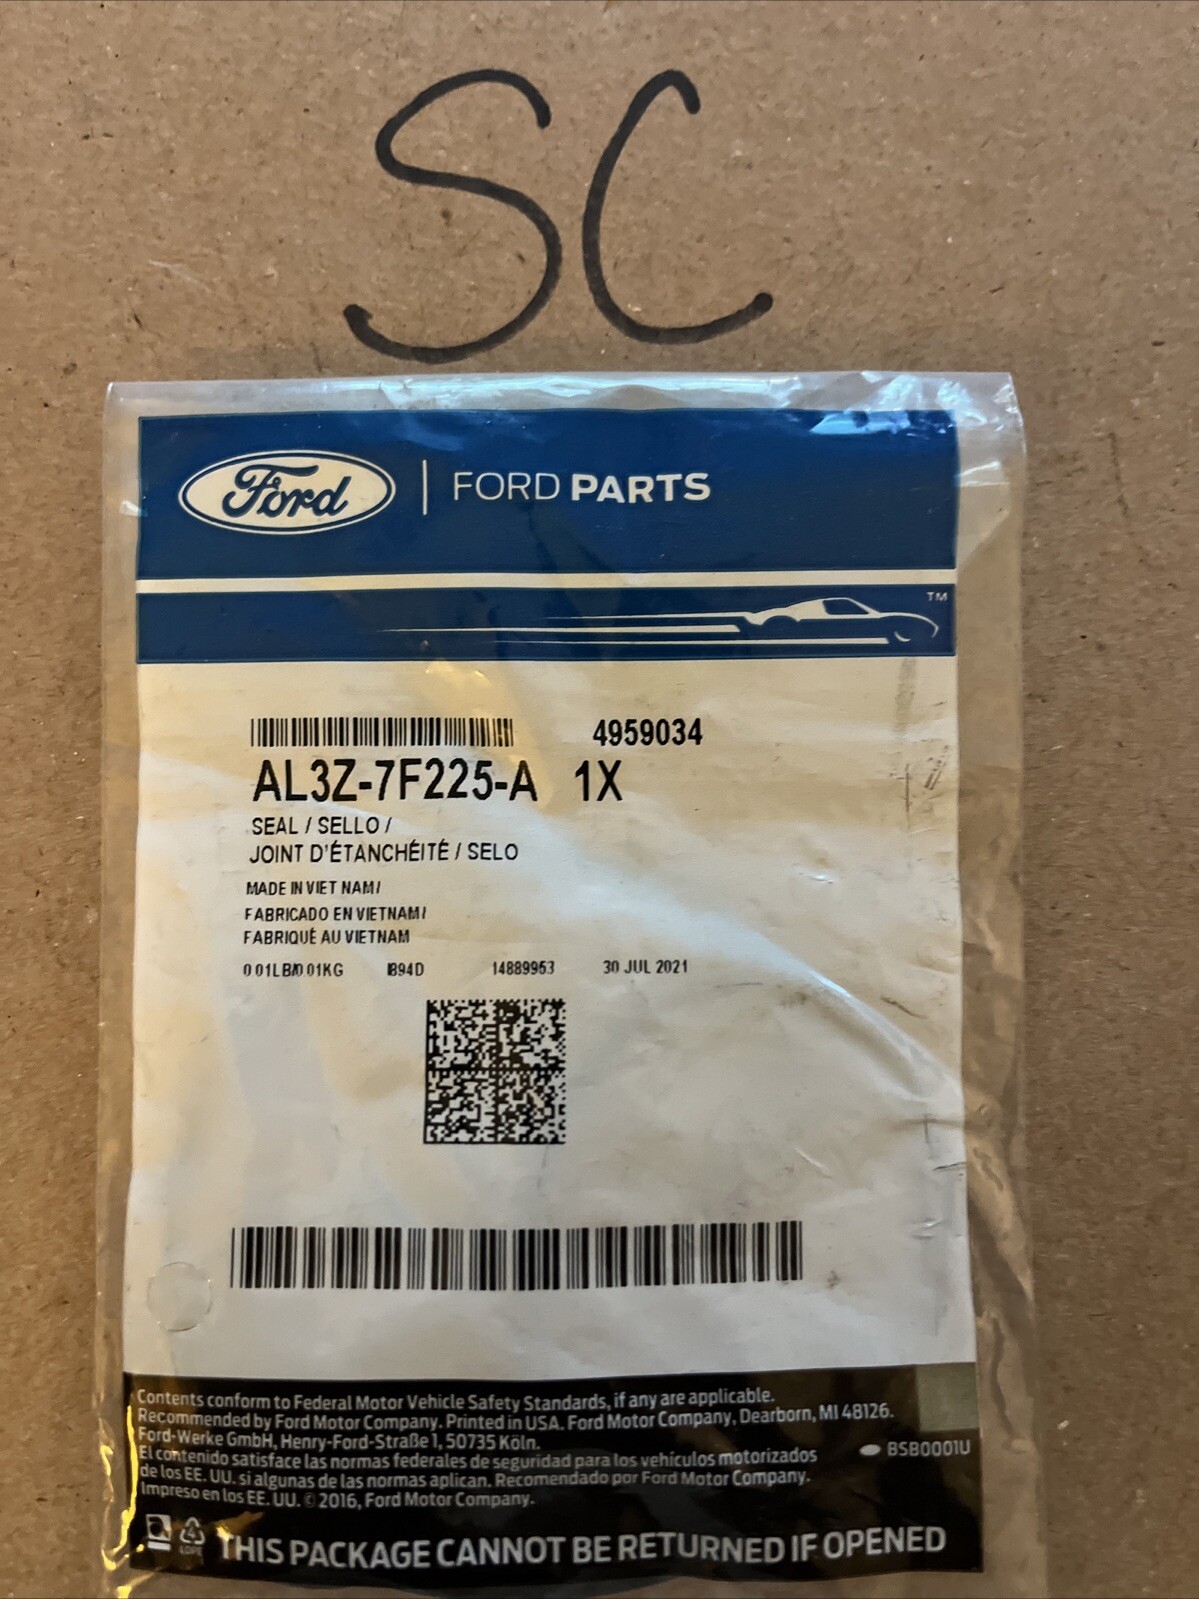 SC
Ford | FORD PARTS
TM
4959034
AL3Z-7F225-A 1X
SEAL / SELLO /
JOINT D'ÉTANCHÉITÉ / SELO
MADE IN VIET NAM/
FABRICADO EN VIETNAM/
FABRIQUÉ AU VIETNAM
0.01LB/0.01KG 894D 14889953 30 JUL 2021
Contents conform to Federal Motor Vehicle Safety Standards, if any are applicable.
Recommended by Ford Motor Company. Printed in USA. Ford Motor Company, Dearborn, MI 48126.
Ford-Werke GmbH, Henry-Ford-Straße 1, 50735 Köln.
El contenido satisface las normas federales de seguridad para los vehículos motorizados
de los EE. UU. si algunas de las normas aplican. Recomendado por Ford Motor Company.
Impreso en los EE. UU. © 2016, Ford Motor Company.
BSB0001U
4
LDPE
THIS PACKAGE CANNOT BE RETURNED IF OPENED